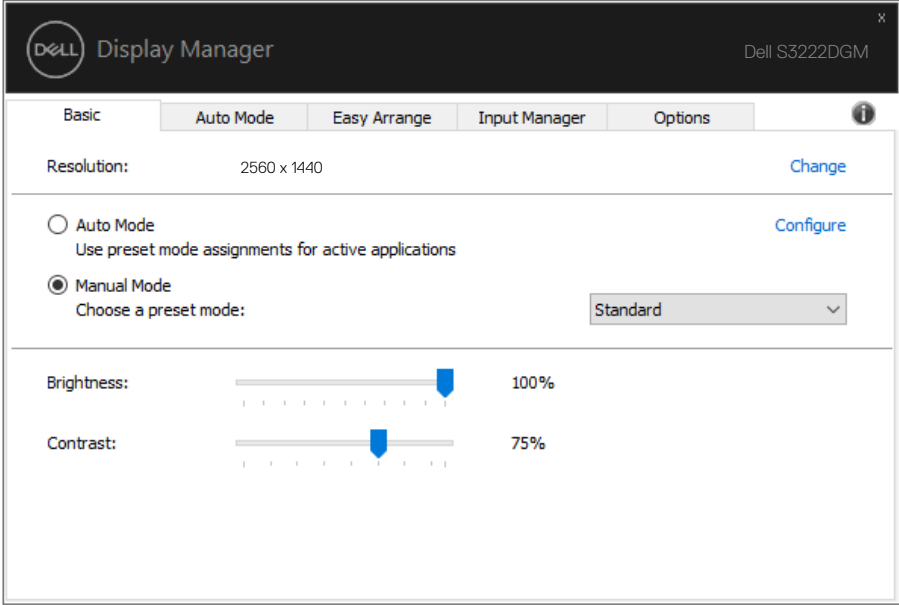 DELL Display Manager
x
Dell S3222DGM
Basic Auto Mode Easy Arrange Input Manager Options
Resolution: 2560 x 1440 Change
Auto Mode Configure
Use preset mode assignments for active applications
Manual Mode
Choose a preset mode: Standard
Brightness: 100%
Contrast: 75%